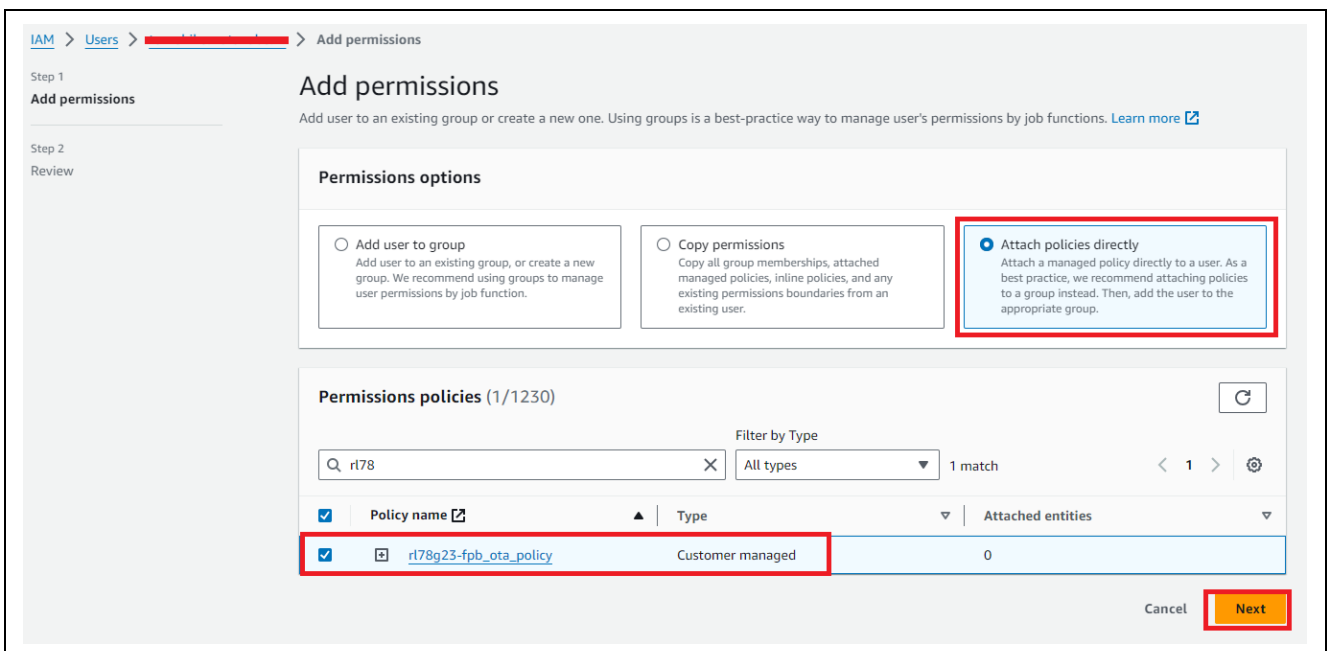 IAM > Users > > Add permissions
Step 1
Add permissions
Step 2
Review
Add permissions
Add user to an existing group or create a new one. Using groups is a best-practice way to manage user's permissions by job functions. Learn more
Permissions options
Add user to group
Add user to an existing group, or create a new
group. We recommend using groups to manage
user permissions by job function.
Copy permissions
Copy all group memberships, attached
managed policies, inline policies, and any
existing permissions boundaries from an
existing user.
Attach policies directly
Attach a managed policy directly to a user. As a
best practice, we recommend attaching policies
to a group instead. Then, add the user to the
appropriate group.
Permissions policies (1/1230)
Filter by Type
rl78
All types
1 match
< 1 >
Policy name
Type
Attached entities
rl78g23-fpb_ota_policy
Customer managed
0
Cancel
Next